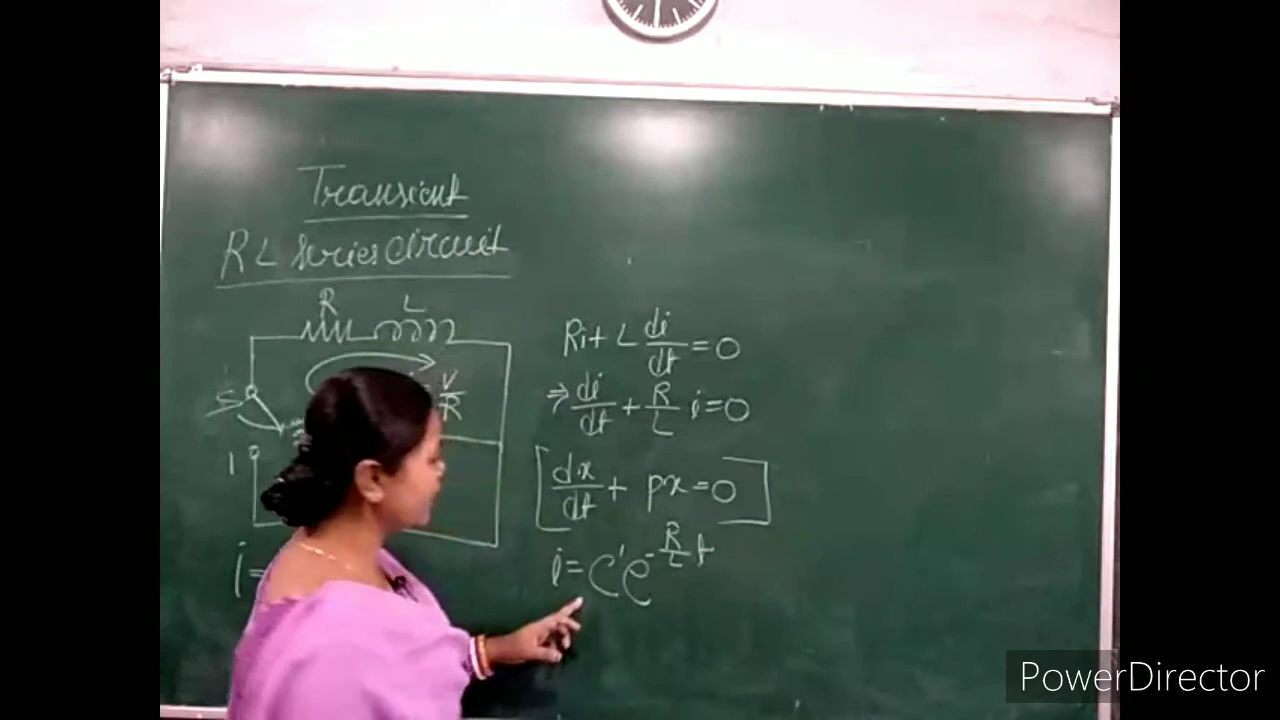 Transient
RL Series Circuit
R L
S
V/R
1
i=
Ri + L di/dt = 0
⇒ di/dt + R/L i = 0
[dx/dt + px = 0]
i = c' e^-R/L t
PowerDirector